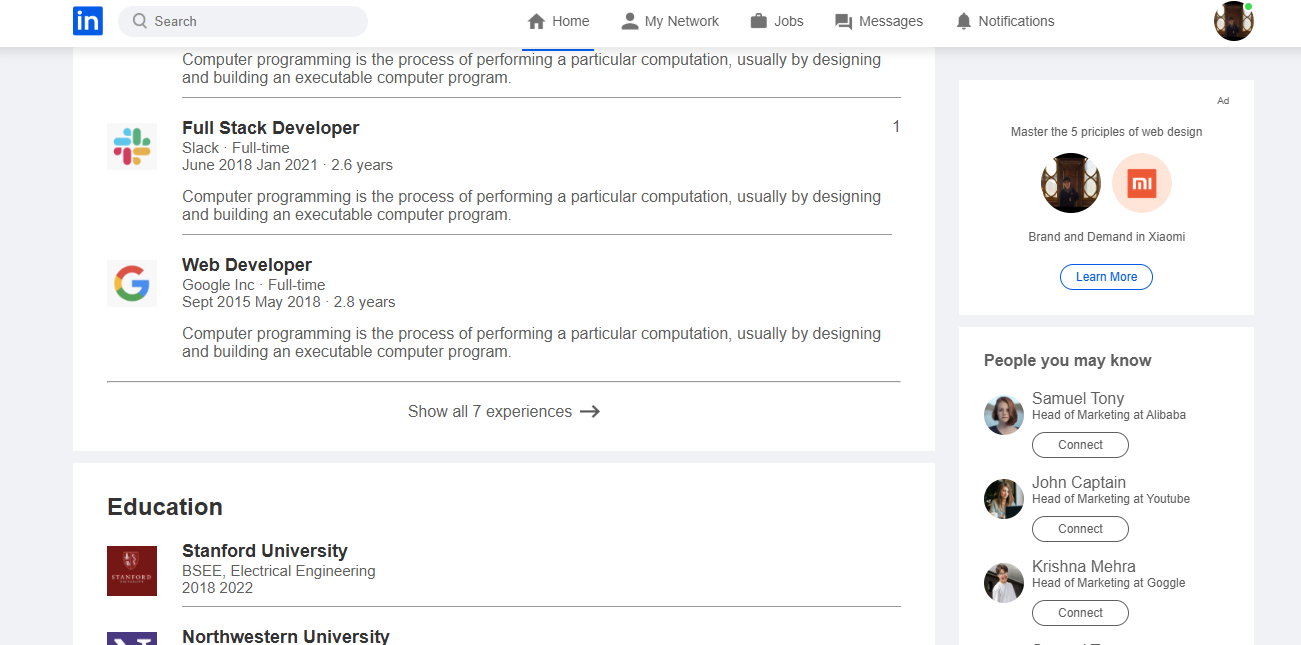 in
Search
Home
My Network
Jobs
Messages
Notifications
Computer programming is the process of performing a particular computation, usually by designing
and building an executable computer program.
Full Stack Developer
1
Slack · Full-time
June 2018 Jan 2021 · 2.6 years
Computer programming is the process of performing a particular computation, usually by designing
and building an executable computer program.
Web Developer
Google Inc · Full-time
Sept 2015 May 2018 · 2.8 years
Computer programming is the process of performing a particular computation, usually by designing
and building an executable computer program.
Show all 7 experiences
Education
STANFORD
Stanford University
BSEE, Electrical Engineering
2018 2022
N
Northwestern University
Ad
Master the 5 priciples of web design
mi
Brand and Demand in Xiaomi
Learn More
People you may know
Samuel Tony
Head of Marketing at Alibaba
Connect
John Captain
Head of Marketing at Youtube
Connect
Krishna Mehra
Head of Marketing at Goggle
Connect